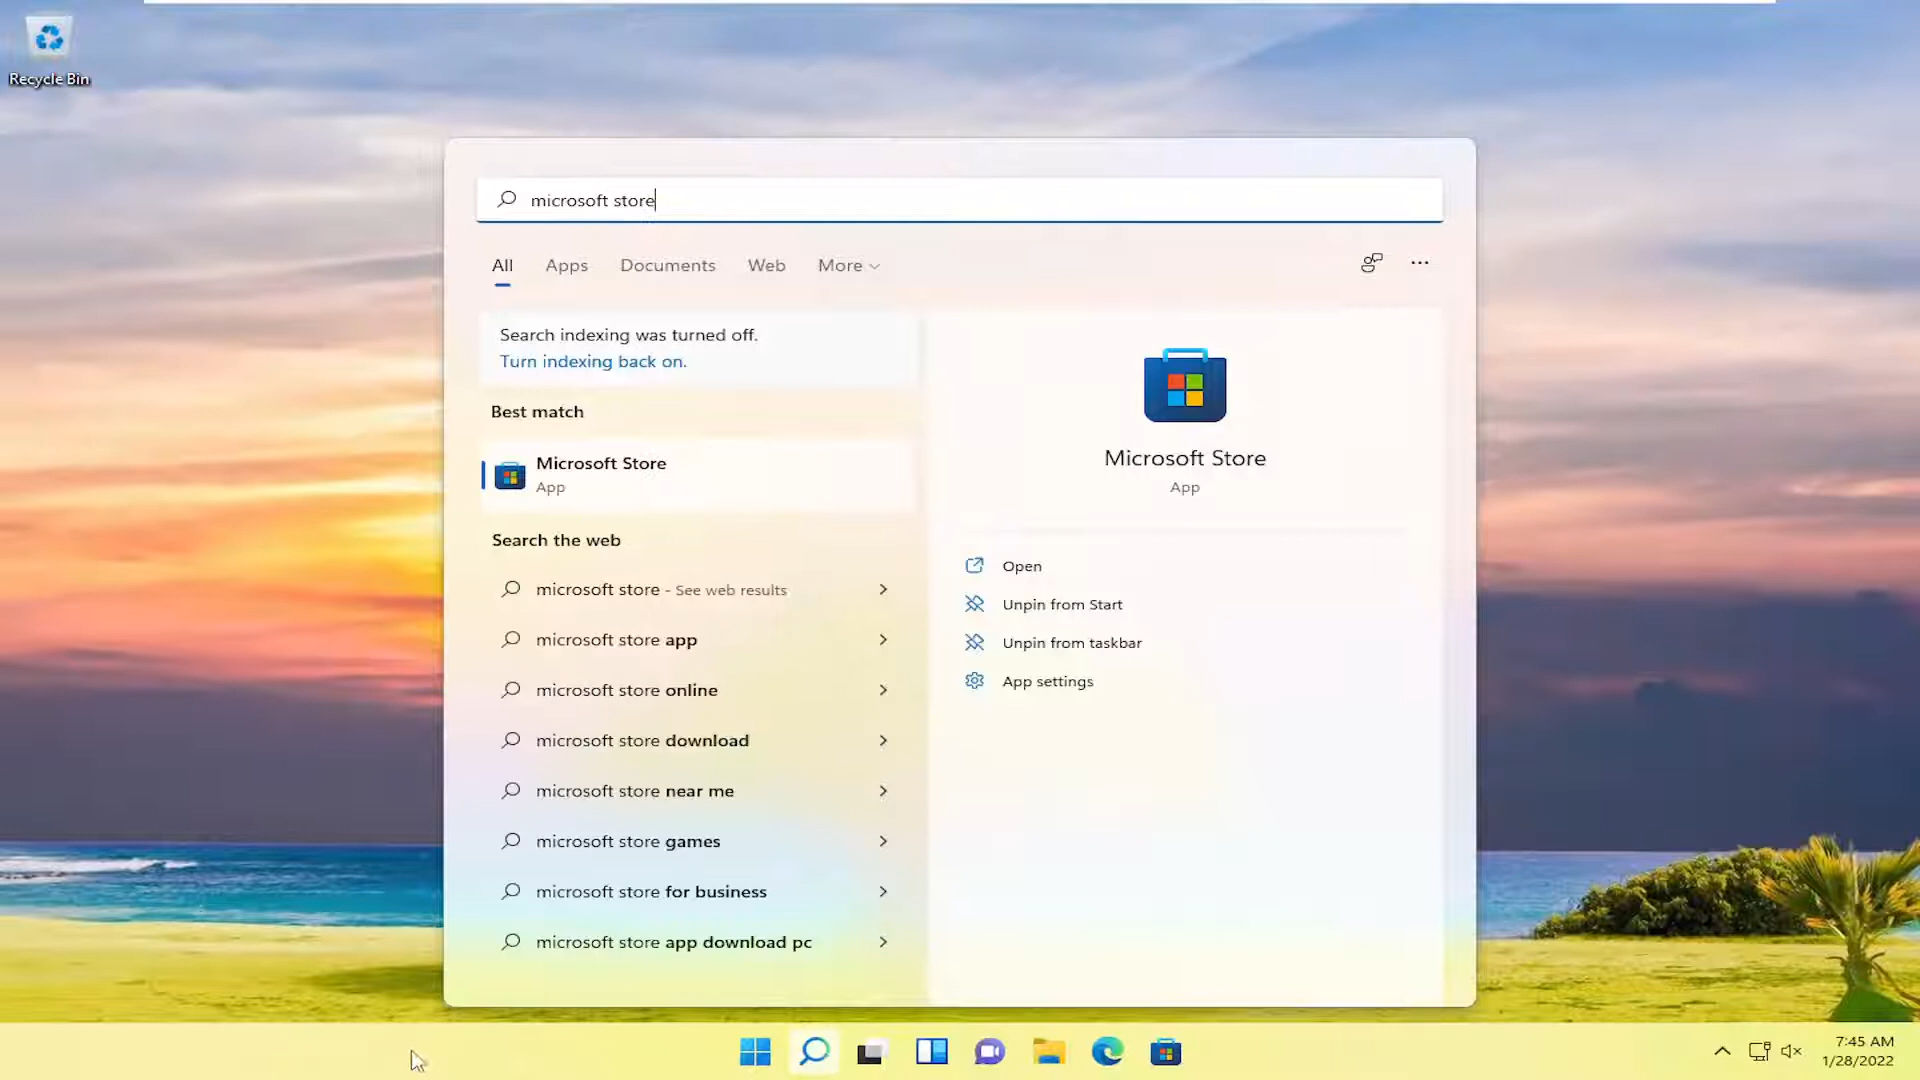 Recycle Bin
microsoft store
All Apps Documents Web More
Search indexing was turned off.
Turn indexing back on.
Best match
Microsoft Store
App
Search the web
microsoft store - See web results
microsoft store app
microsoft store online
microsoft store download
microsoft store near me
microsoft store games
microsoft store for business
microsoft store app download pc
Microsoft Store
App
Open
Unpin from Start
Unpin from taskbar
App settings
7:45 AM
1/28/2022